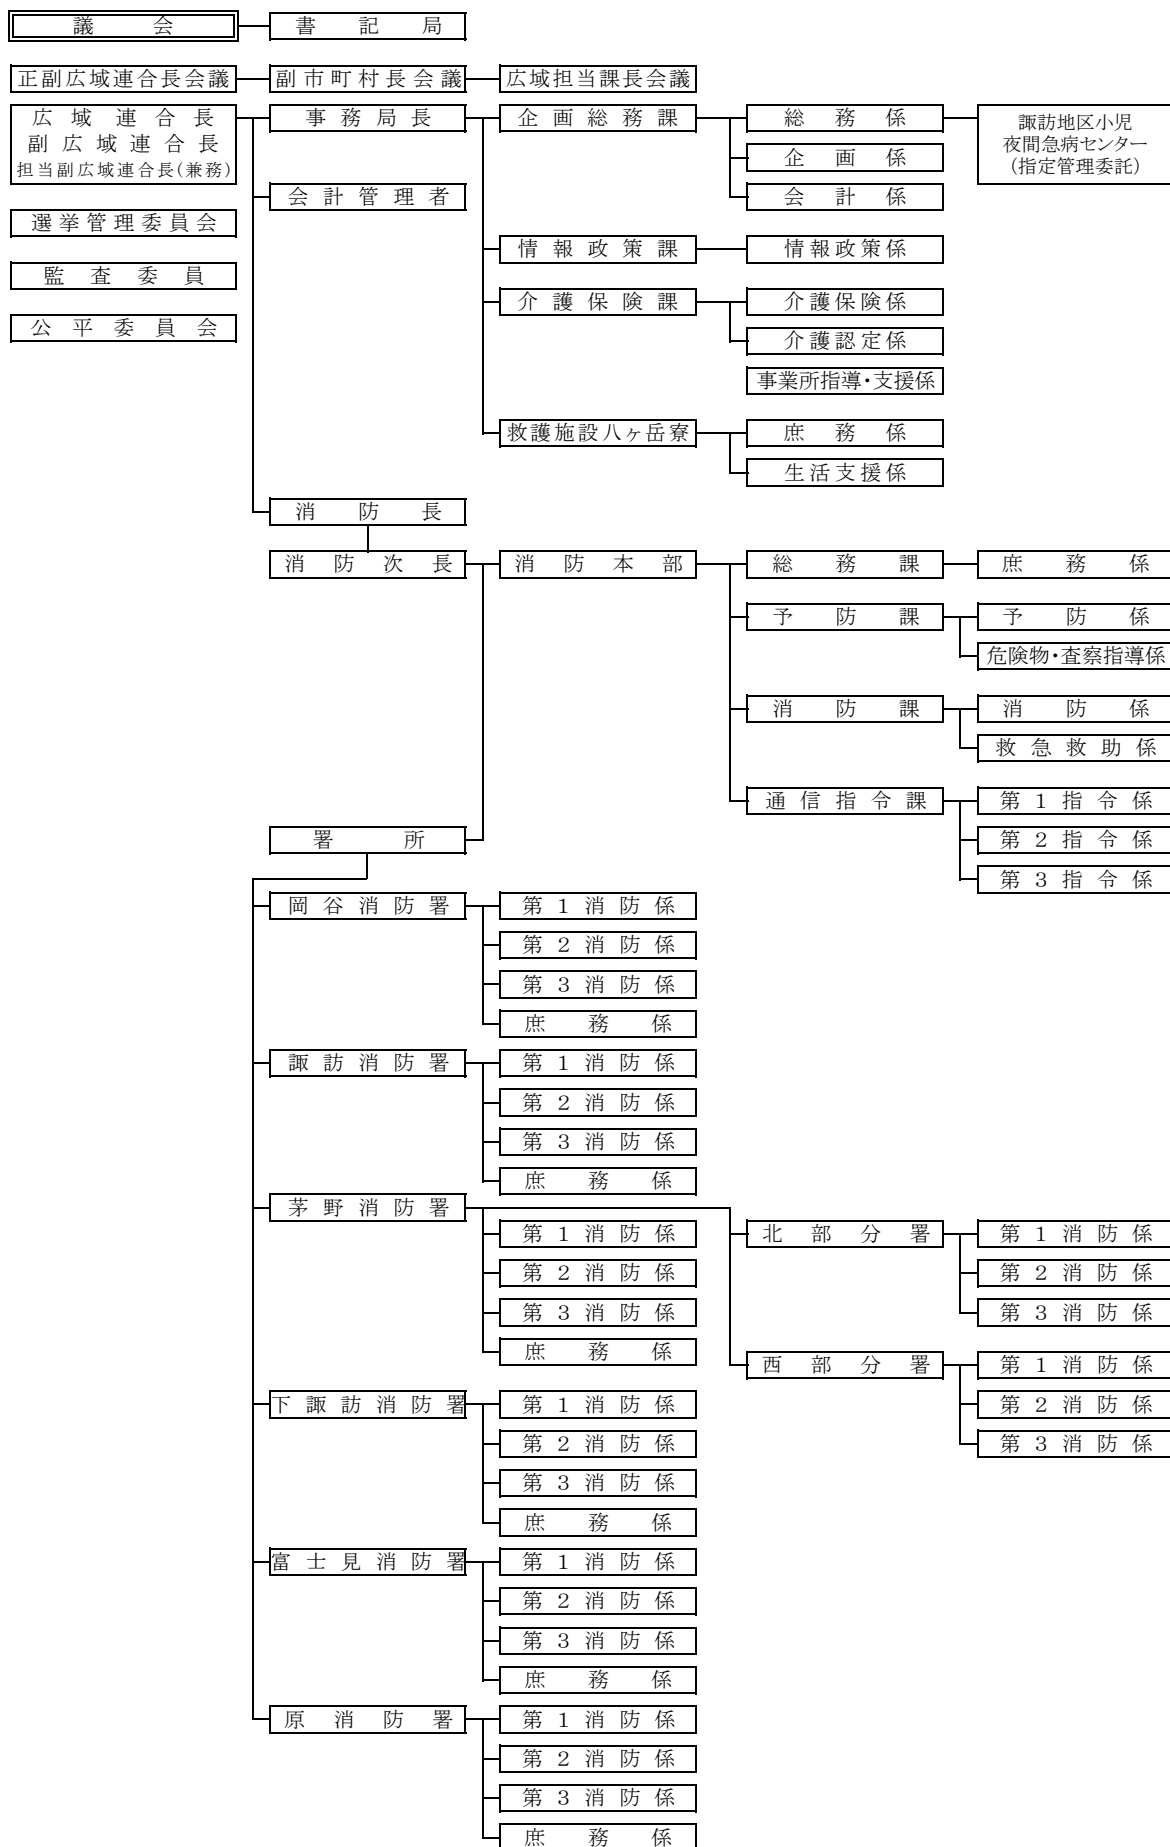 議会
書記局
正副広域連合長会議
副市町村長会議
広域担当課長会議
広域連合長
副広域連合長
担当副広域連合長(兼務)
事務局長
企画総務課
総務係
諏訪地区小児
夜間急病センター
(指定管理委託)
企画係
会計管理者
会計係
選挙管理委員会
情報政策課
情報政策係
監査委員
介護保険課
介護保険係
公平委員会
介護認定係
事業所指導・支援係
救護施設八ヶ岳寮
庶務係
生活支援係
消防長
消防次長
消防本部
総務課
庶務係
予防課
予防係
危険物・査察指導係
消防課
消防係
救急救助係
通信指令課
第1指令係
署所
第2指令係
第3指令係
岡谷消防署
第1消防係
第2消防係
第3消防係
庶務係
諏訪消防署
第1消防係
第2消防係
第3消防係
庶務係
茅野消防署
第1消防係
北部分署
第1消防係
第2消防係
第2消防係
第3消防係
第3消防係
庶務係
西部分署
第1消防係
下諏訪消防署
第1消防係
第2消防係
第2消防係
第3消防係
第3消防係
庶務係
富士見消防署
第1消防係
第2消防係
第3消防係
庶務係
原消防署
第1消防係
第2消防係
第3消防係
庶務係